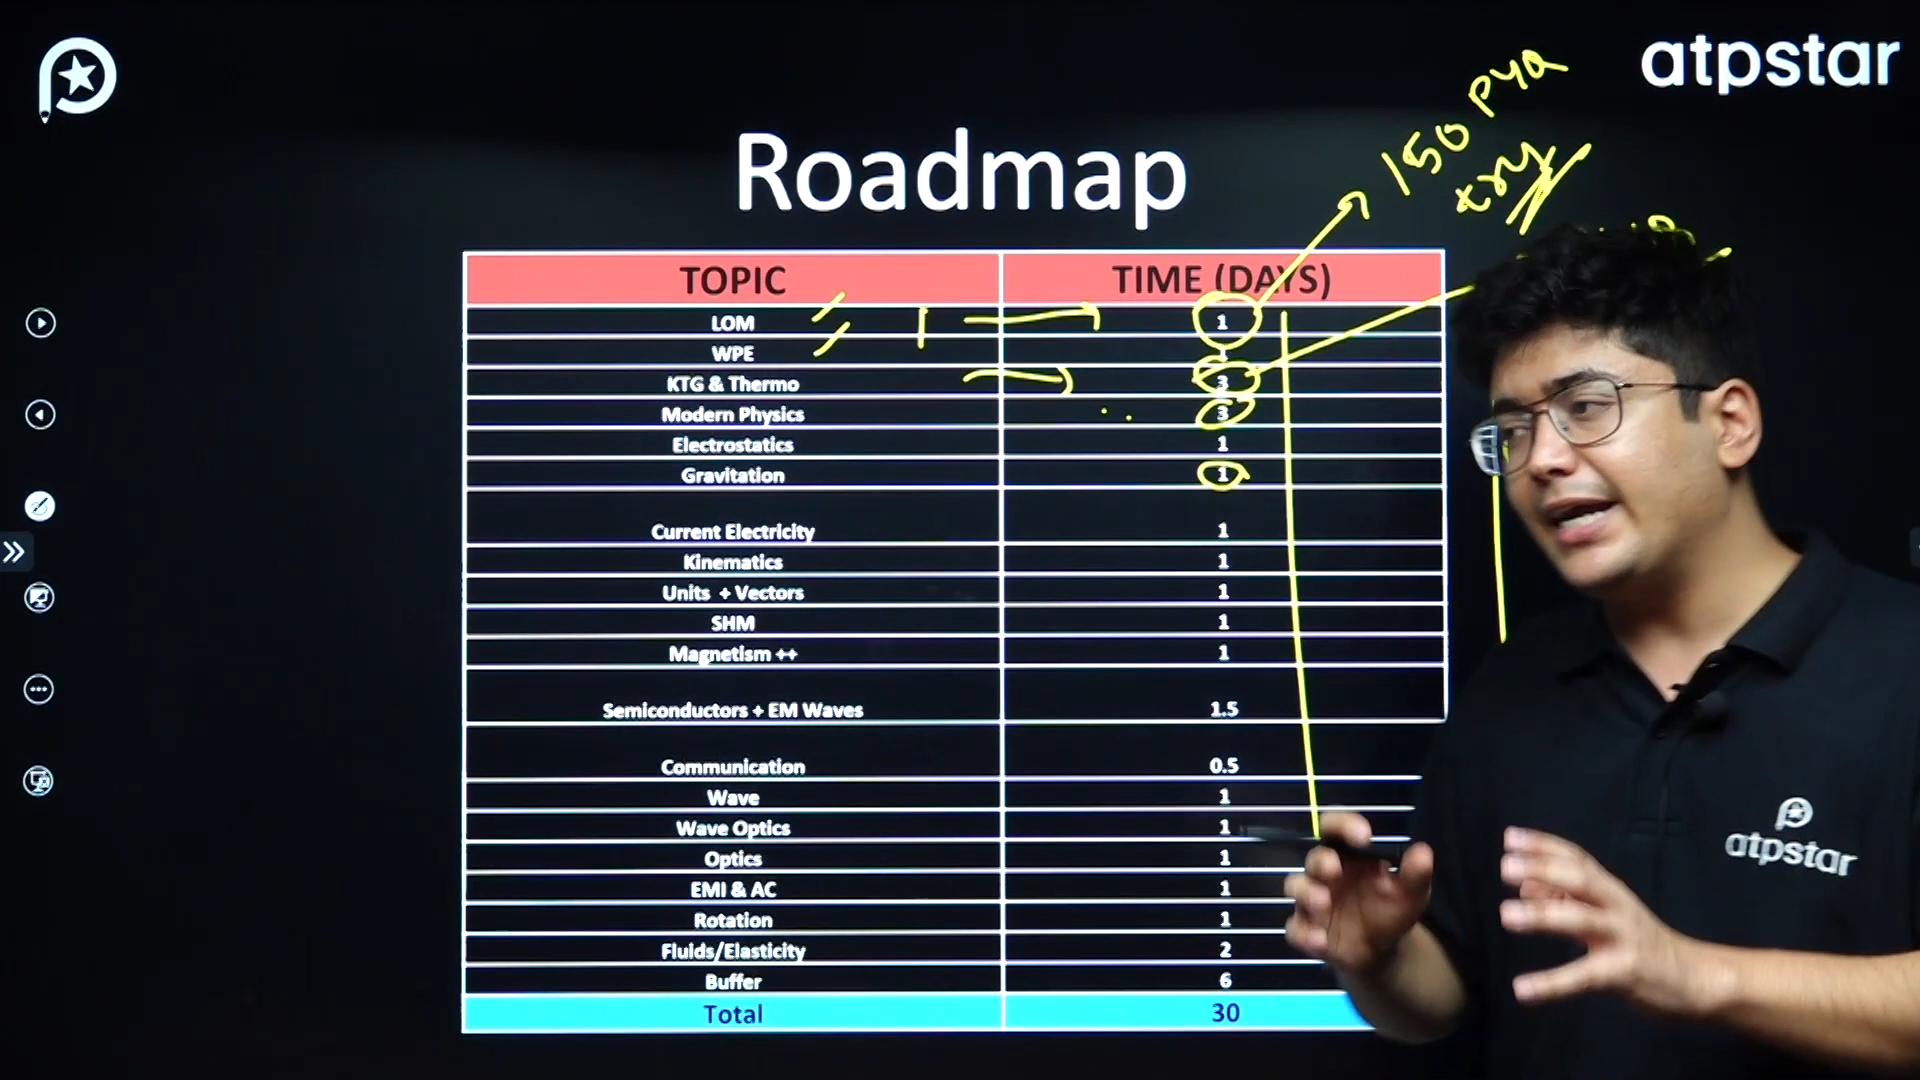 atpstar
150 PYQ
try
Roadmap
TOPIC TIME (DAYS)
LOM 1
WPE
KTG & Thermo 3
Modern Physics 3
Electrostatics 1
Gravitation 1
Current Electricity 1
Kinematics 1
Units + Vectors 1
SHM 1
Magnetism ++ 1
Semiconductors + EM Waves 1.5
Communication 0.5
Wave 1
Wave Optics 1
Optics 1
EMI & AC 1
Rotation 1
Fluids/Elasticity 2
Buffer 6
Total 30
atpstar